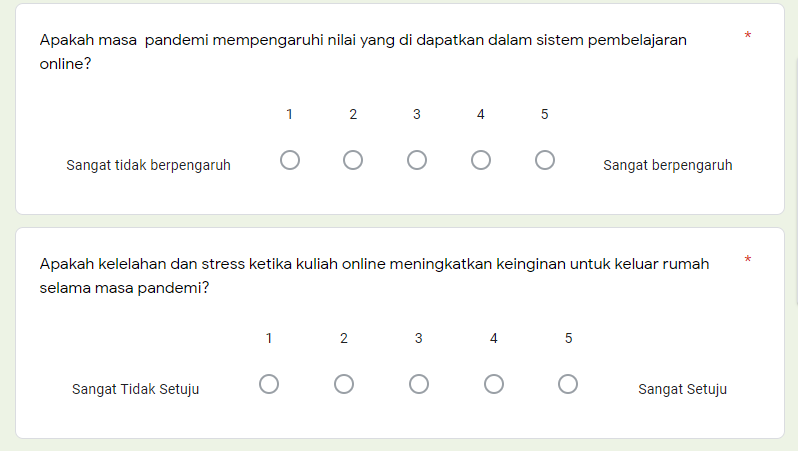 Apakah masa  pandemi mempengaruhi nilai yang di dapatkan dalam sistem pembelajaran *
online?
1 2 3 4 5
Sangat tidak berpengaruh Sangat berpengaruh
Apakah kelelahan dan stress ketika kuliah online meningkatkan keinginan untuk keluar rumah *
selama masa pandemi?
1 2 3 4 5
Sangat Tidak Setuju Sangat Setuju